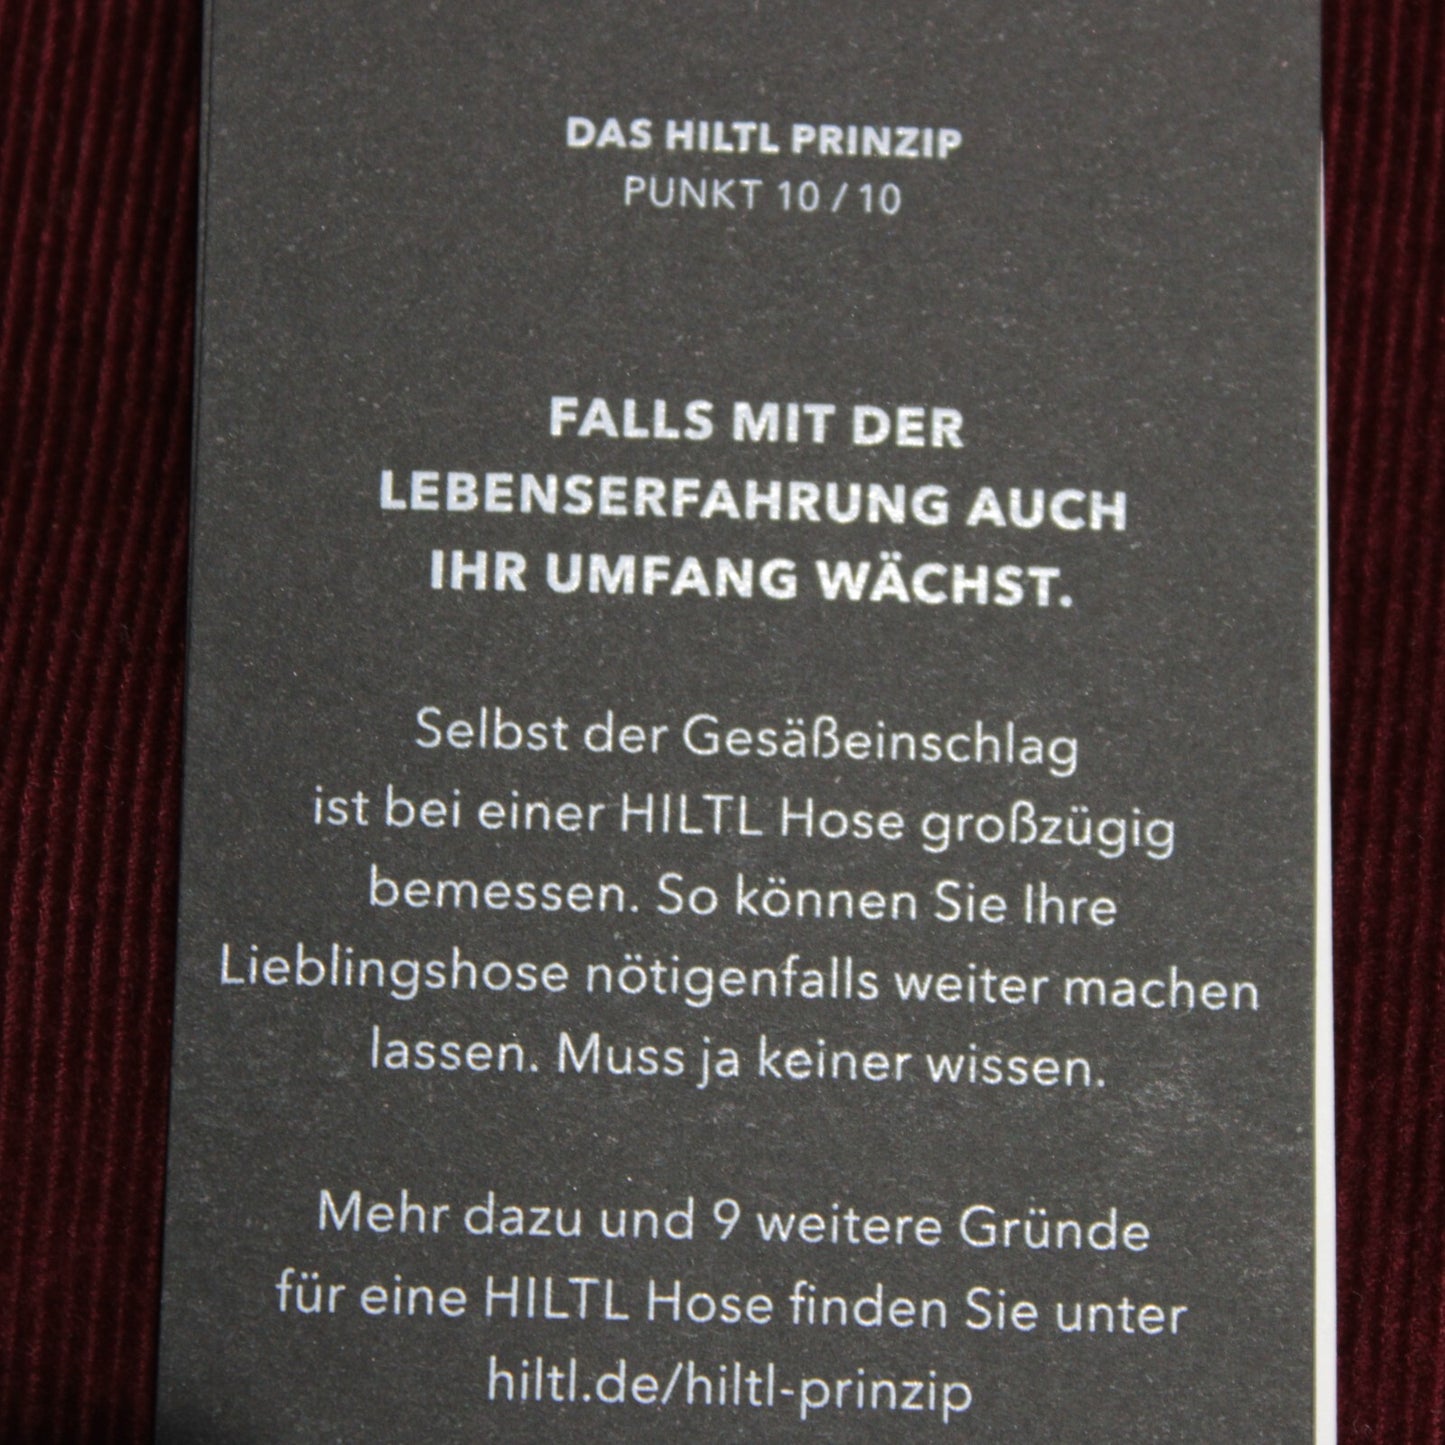 DAS HILTL PRINZIP
PUNKT 10 / 10
FALLS MIT DER
LEBENSERFAHRUNG AUCH
IHR UMFANG WÄCHST.
Selbst der Gesäßeinschlag
ist bei einer HILTL Hose großzügig
bemessen. So können Sie Ihre
Lieblingshose nötigenfalls weiter machen
lassen. Muss ja keiner wissen.
Mehr dazu und 9 weitere Gründe
für eine HILTL Hose finden Sie unter
hiltl.de/hiltl-prinzip